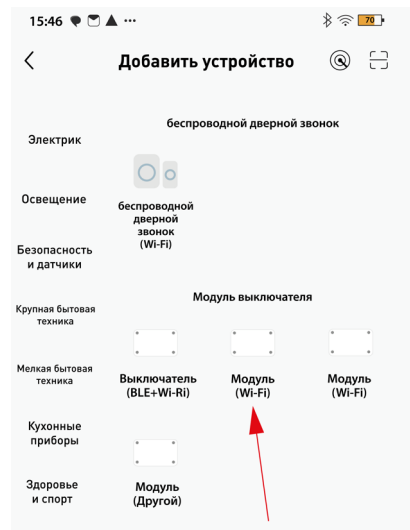 15:46
70
Добавить устройство
беспроводной дверной звонок
Электрик
Освещение
беспроводной
дверной
звонок
(Wi-Fi)
Безопасность
и датчики
Модуль выключателя
Крупная бытовая
техника
Мелкая бытовая
техника
Выключатель
(BLE+Wi-Ri)
Модуль
(Wi-Fi)
Модуль
(Wi-Fi)
Кухонные
приборы
Здоровье
и спорт
Модуль
(Другой)